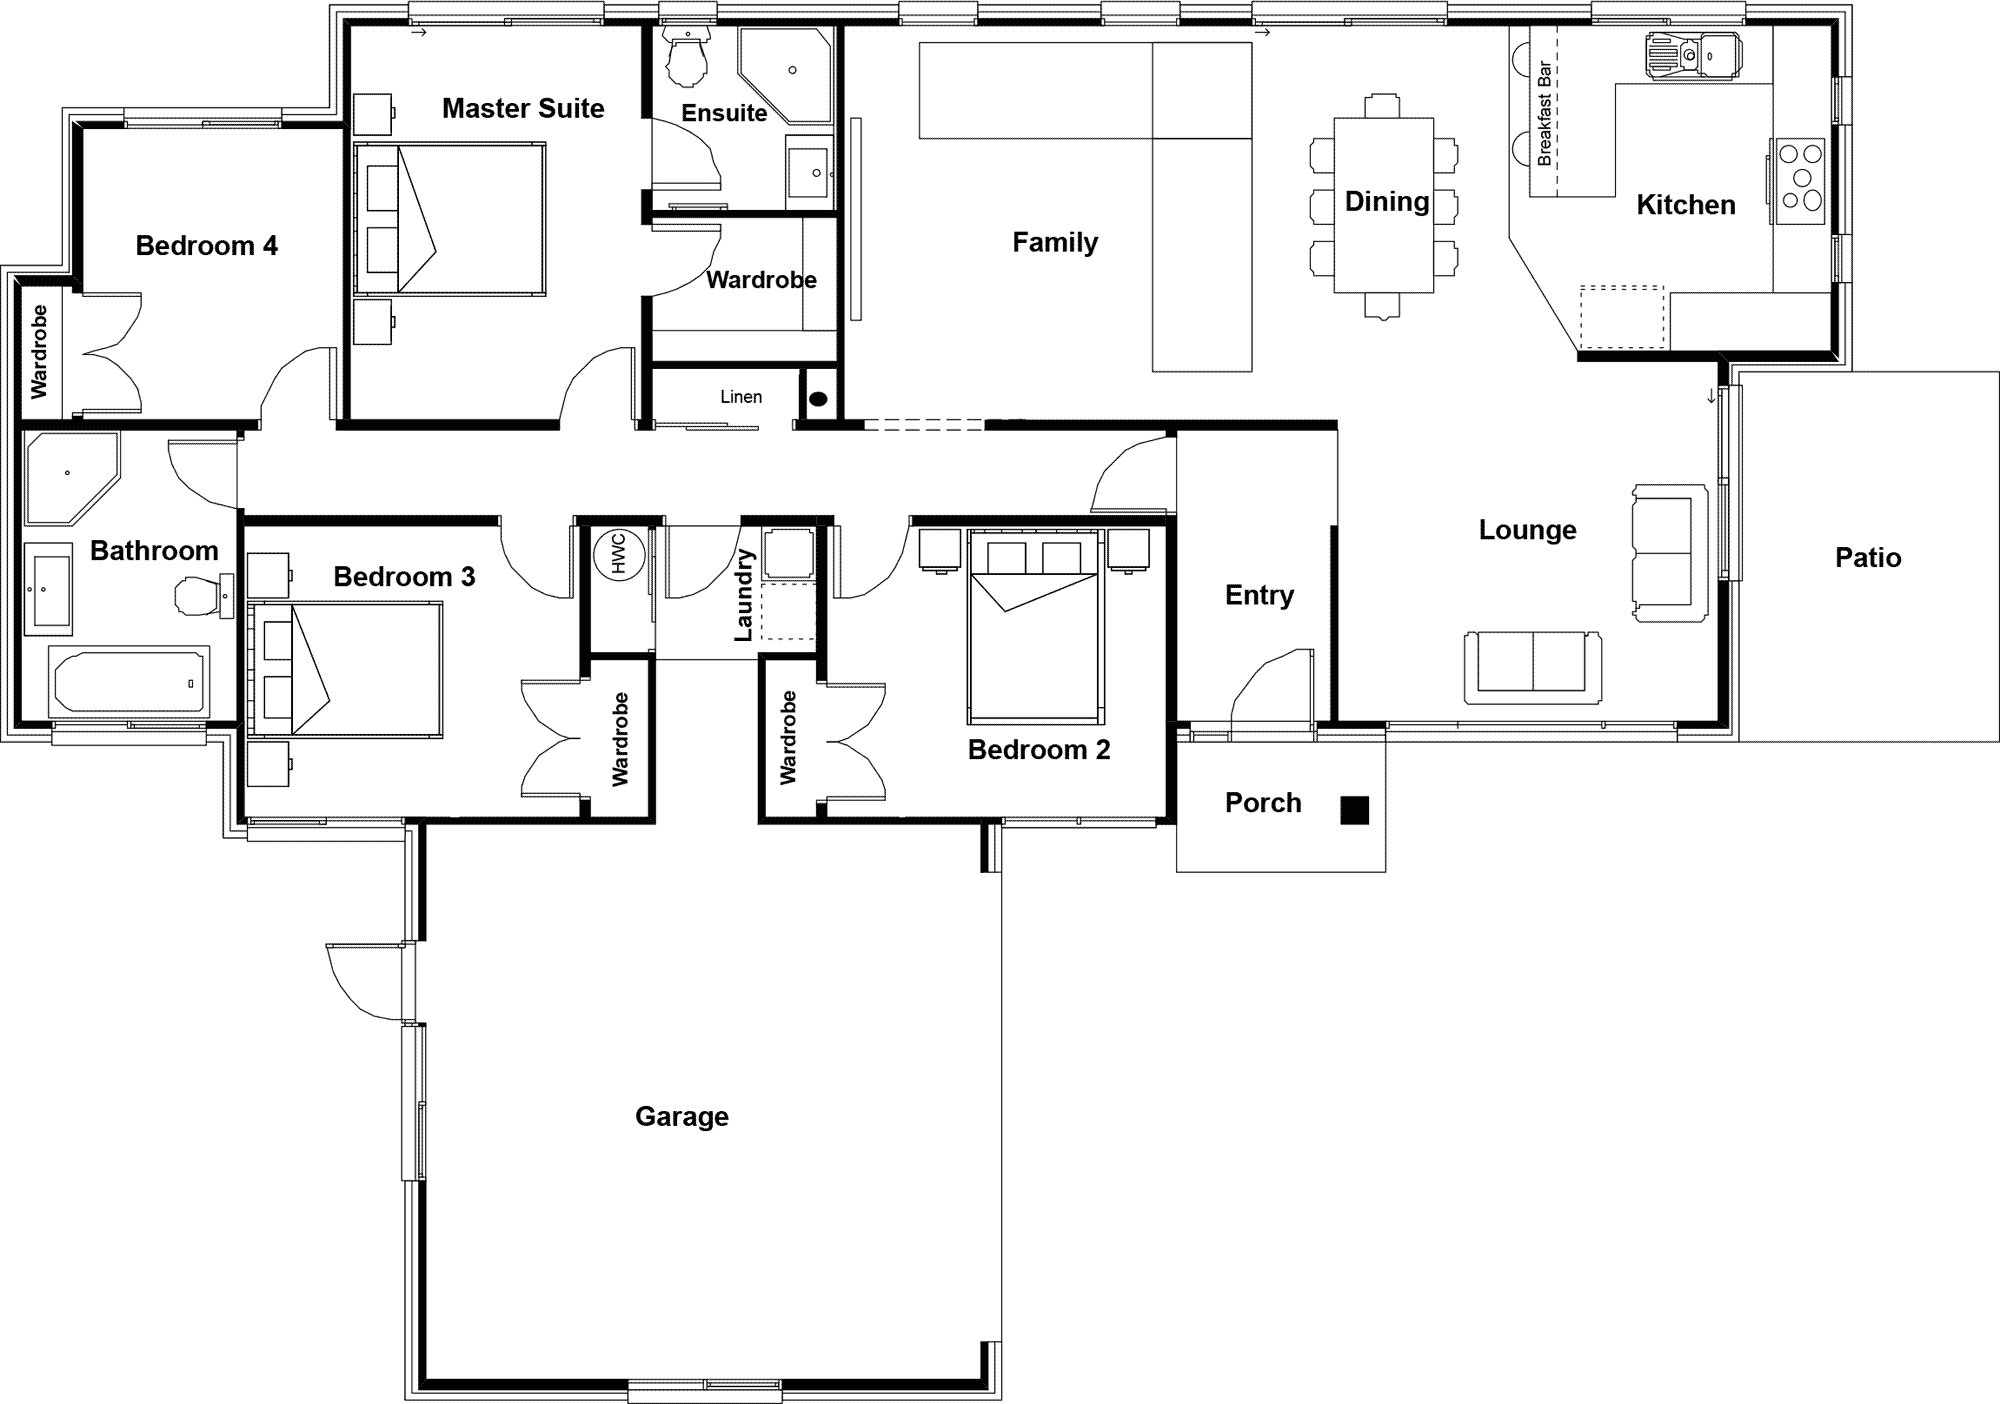 Master Suite
Ensuite
Breakfast Bar
Dining
Kitchen
Bedroom 4
Family
Wardrobe
Wardrobe
Linen
Bathroom
Bedroom 3
HWC
Laundry
Entry
Lounge
Patio
Wardrobe
Wardrobe
Bedroom 2
Porch
Garage